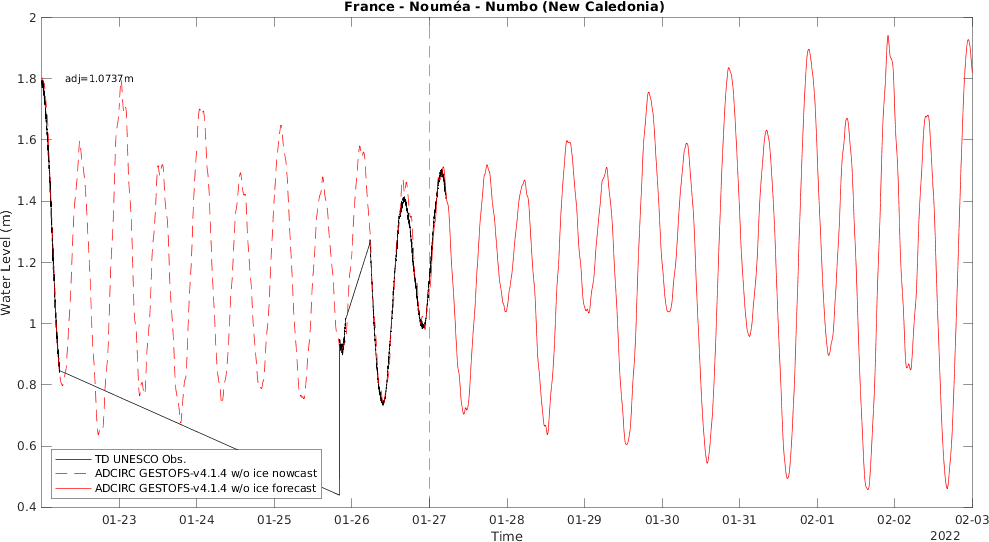 France - Nouméa - Numbo (New Caledonia)
adj=1.0737m
Water Level (m)
2
1.8
1.6
1.4
1.2
1
0.8
0.6
0.4
TD UNESCO Obs.
ADCIRC GESTOFS-v4.1.4 w/o ice nowcast
ADCIRC GESTOFS-v4.1.4 w/o ice forecast
01-23 01-24 01-25 01-26 01-27 01-28 01-29 01-30 01-31 02-01 02-02 02-03
Time
2022